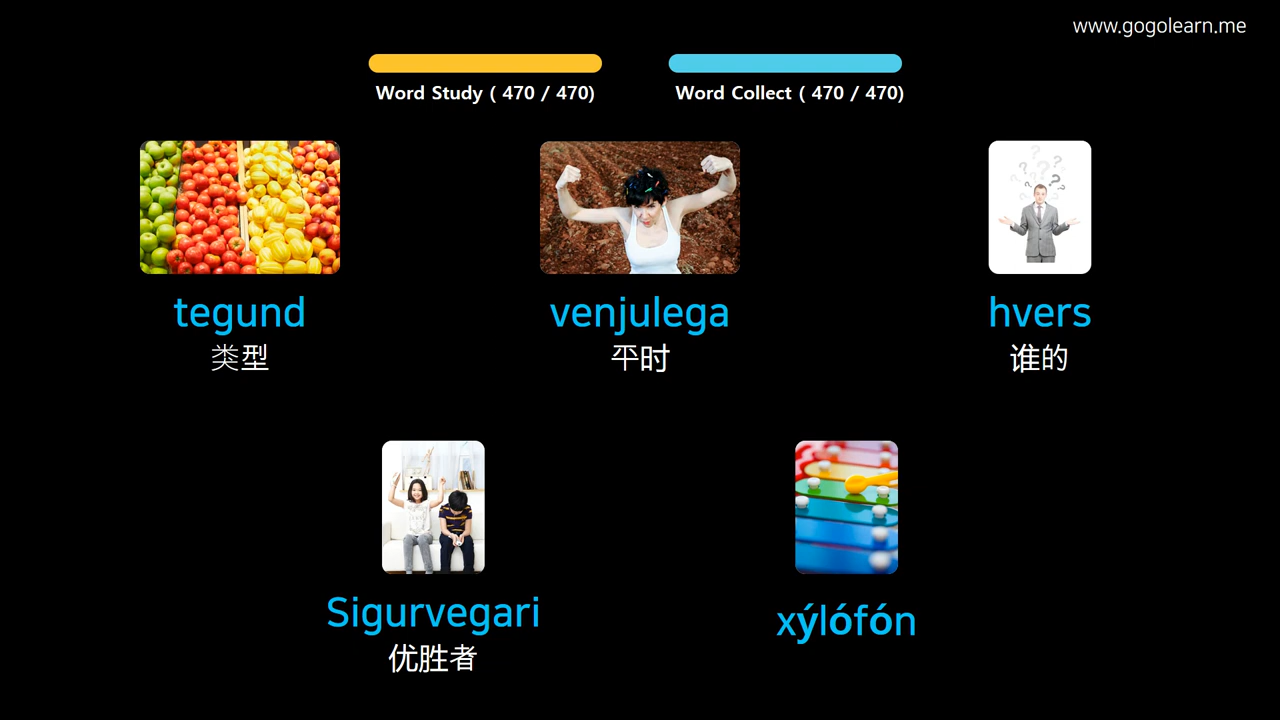 www.gogolearn.me
Word Study ( 470 / 470)
Word Collect ( 470 / 470)
tegund
类型
venjulega
平时
hvers
谁的
Sigurvegari
优胜者
xýlófón